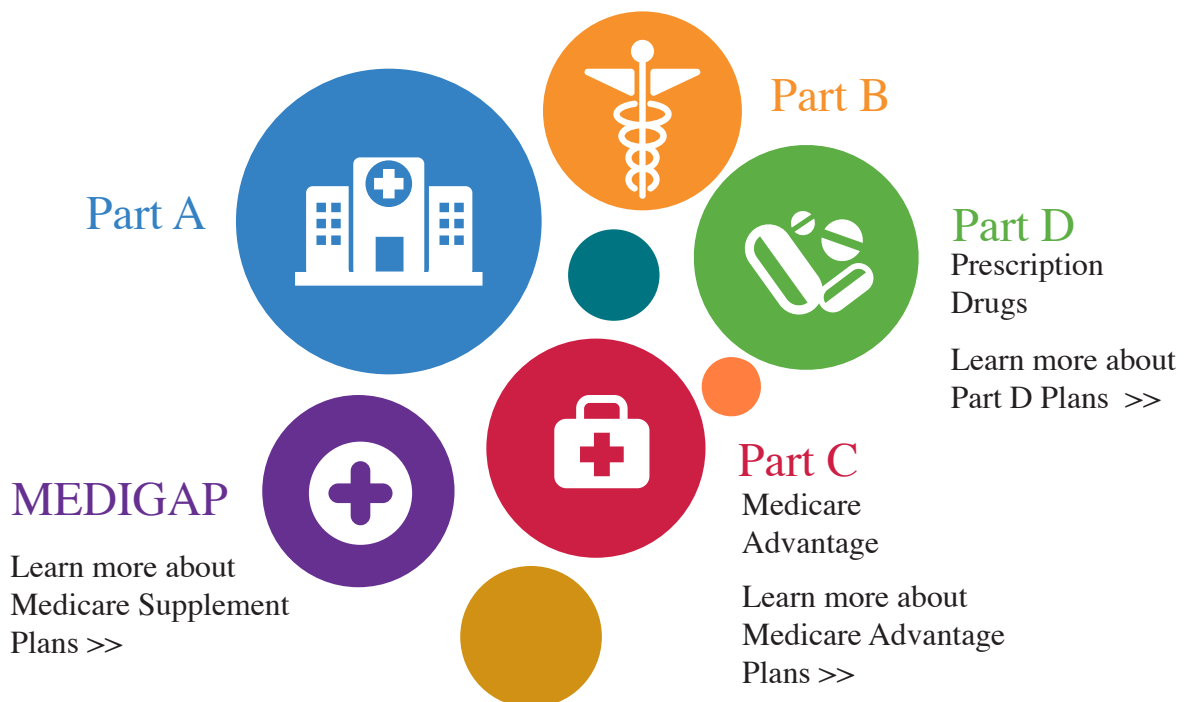 Part B
Part A
Part D
Prescription
Drugs
Learn more about
Part D Plans >>
Part C
Medicare
Advantage
Learn more about
Medicare Advantage
Plans >>
MEDIGAP
Learn more about
Medicare Supplement
Plans >>